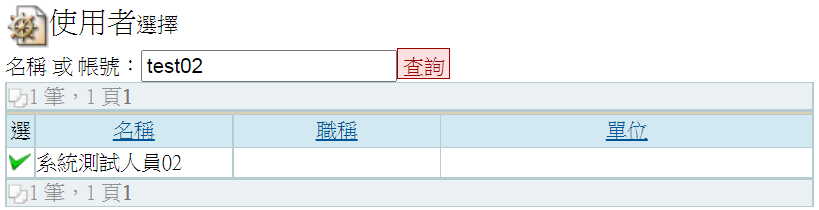 使用者選擇
名稱 或 帳號：test02 查詢
1 筆，1 頁1
選 名稱 職稱 單位
系統測試人員02
1 筆，1 頁1